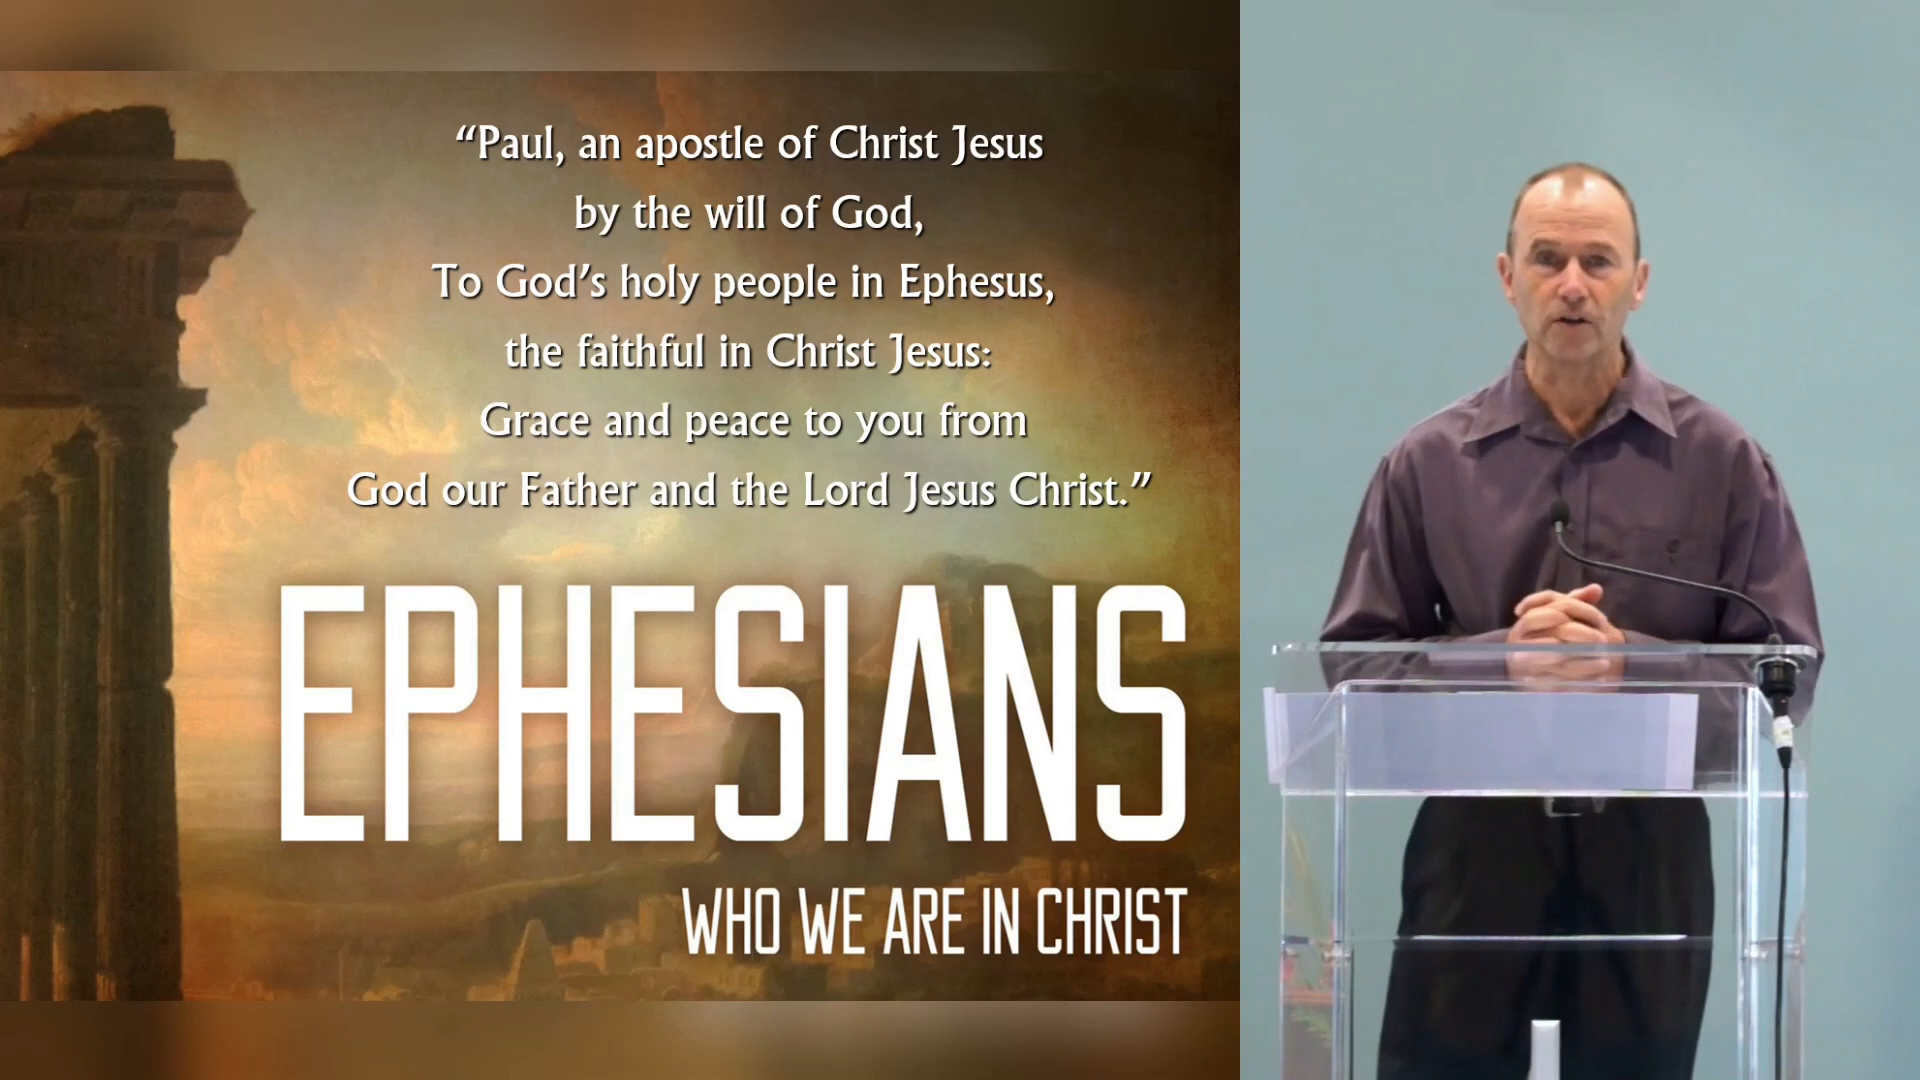 “Paul, an apostle of Christ Jesus
by the will of God,
To God’s holy people in Ephesus,
the faithful in Christ Jesus:
Grace and peace to you from
God our Father and the Lord Jesus Christ.”
EPHESIANS
WHO WE ARE IN CHRIST